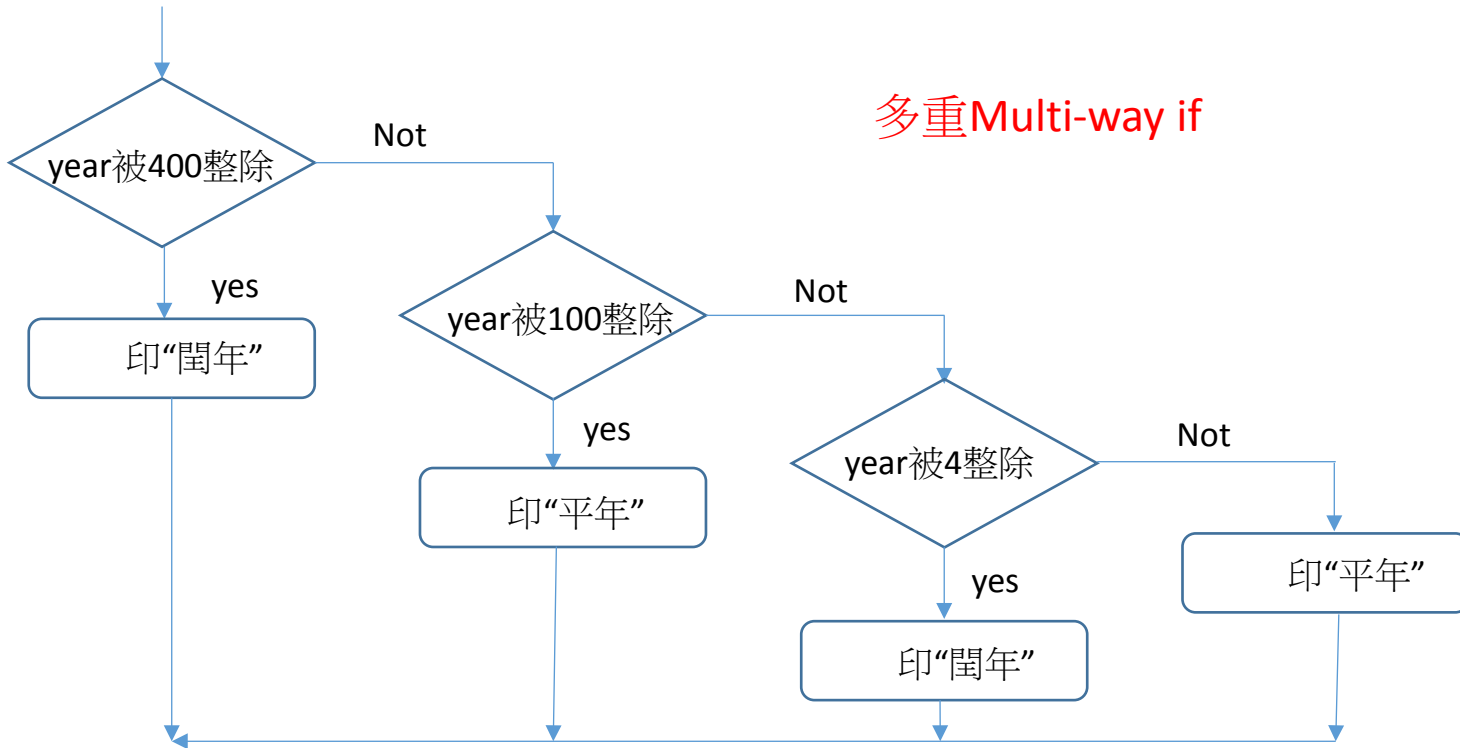 多重Multi-way if
Not
year被400整除
yes
印“閏年”
Not
year被100整除
yes
印“平年”
Not
year被4整除
yes
印“閏年”
印“平年”